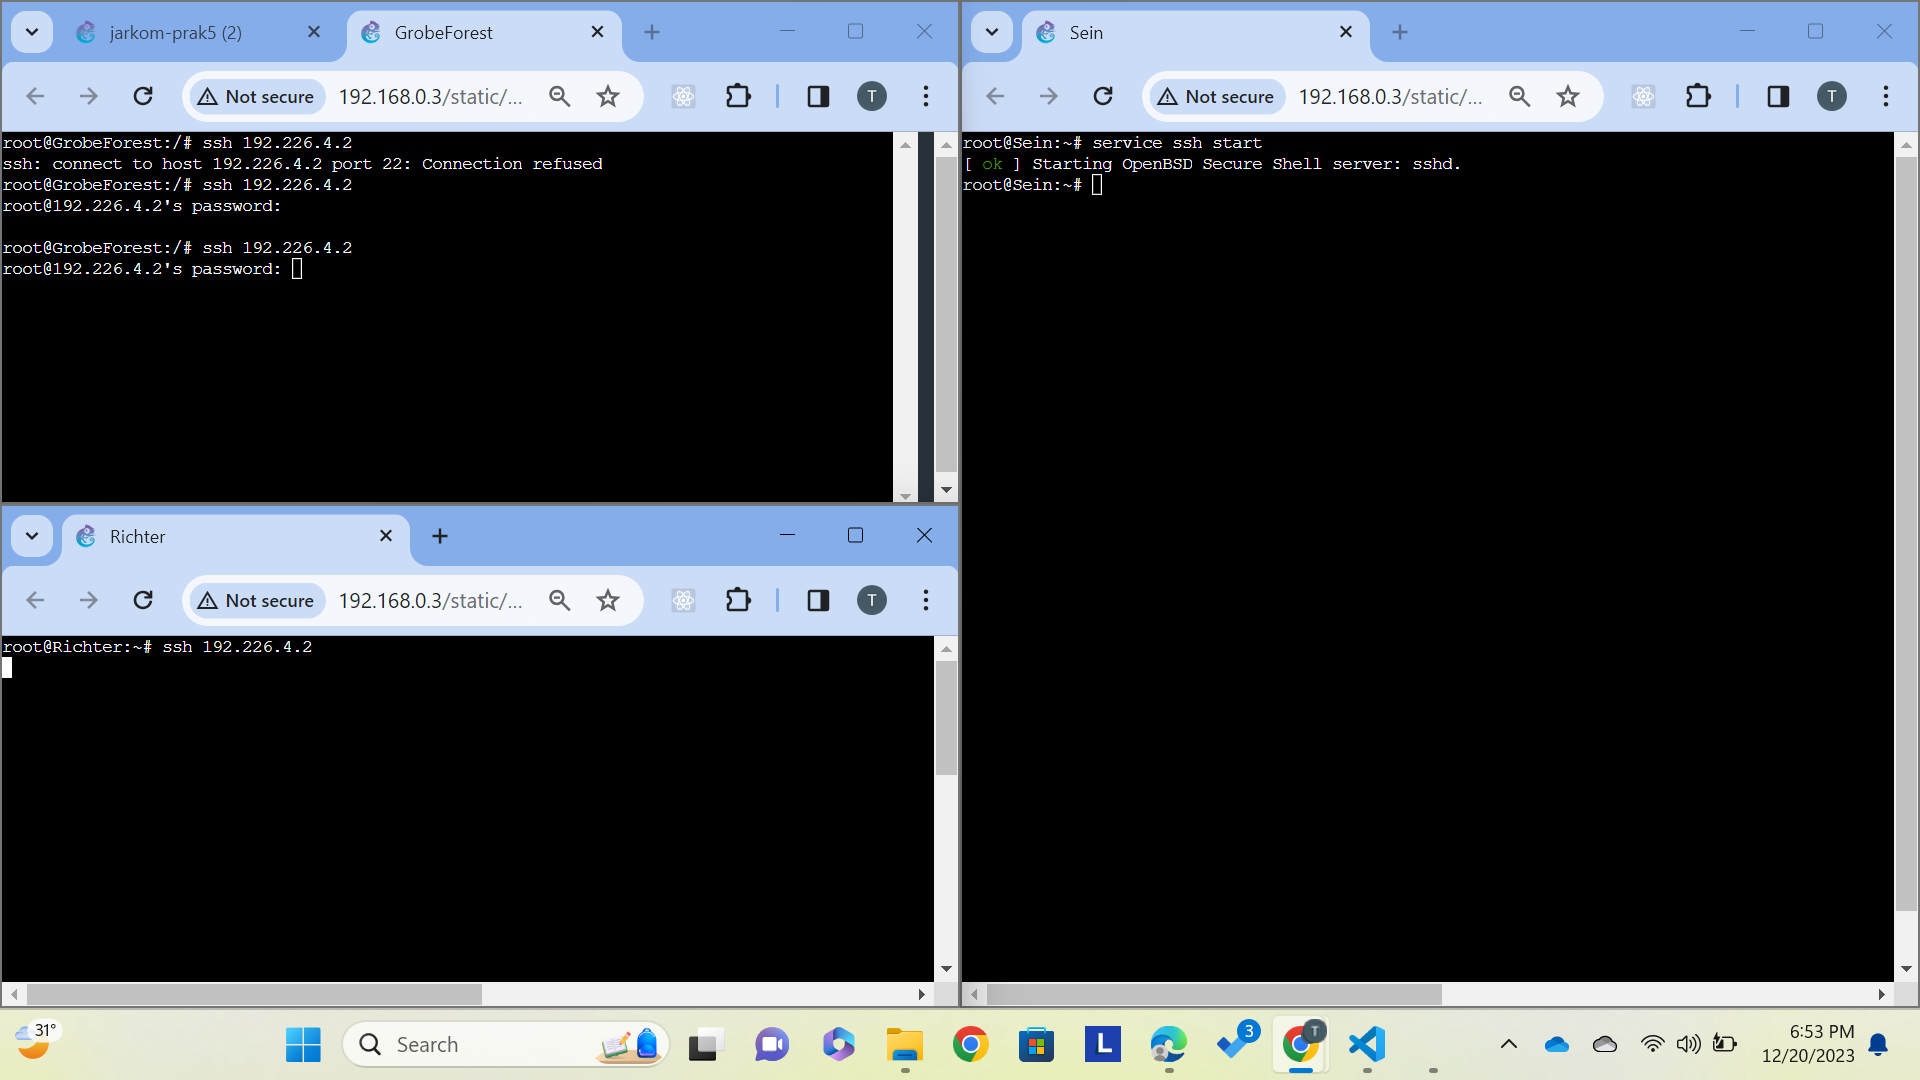 jarkom-prak5 (2)
GrobeForest
Not secure
192.168.0.3/static/...
T
root@GrobeForest:/# ssh 192.226.4.2
ssh: connect to host 192.226.4.2 port 22: Connection refused
root@GrobeForest:/# ssh 192.226.4.2
root@192.226.4.2's password:
root@GrobeForest:/# ssh 192.226.4.2
root@192.226.4.2's password:
Sein
Not secure
192.168.0.3/static/...
T
root@Sein:~# service ssh start
[ ok ] Starting OpenBSD Secure Shell server: sshd.
root@Sein:~#
Richter
Not secure
192.168.0.3/static/...
T
root@Richter:~# ssh 192.226.4.2
31°
Search
L
3
T
6:53 PM
12/20/2023